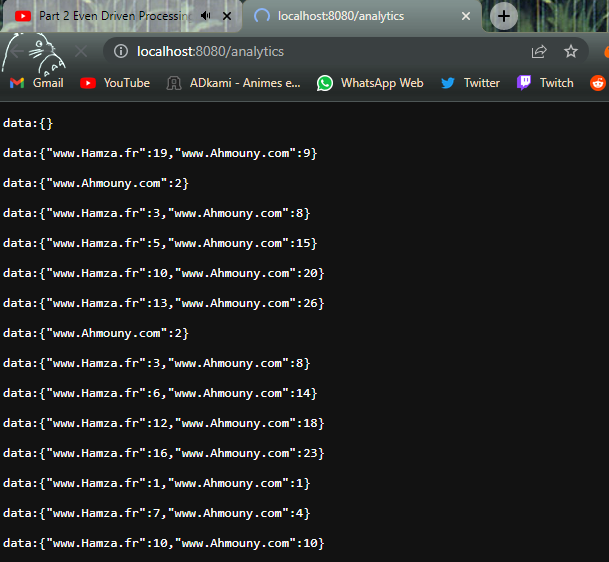 Part 2 Even Driven Processing
localhost:8080/analytics
localhost:8080/analytics
Gmail
YouTube
ADkami - Animes e...
WhatsApp Web
Twitter
Twitch
data:{}
data:{"www.Hamza.fr":19,"www.Ahmouny.com":9}
data:{"www.Ahmouny.com":2}
data:{"www.Hamza.fr":3,"www.Ahmouny.com":8}
data:{"www.Hamza.fr":5,"www.Ahmouny.com":15}
data:{"www.Hamza.fr":10,"www.Ahmouny.com":20}
data:{"www.Hamza.fr":13,"www.Ahmouny.com":26}
data:{"www.Ahmouny.com":2}
data:{"www.Hamza.fr":3,"www.Ahmouny.com":8}
data:{"www.Hamza.fr":6,"www.Ahmouny.com":14}
data:{"www.Hamza.fr":12,"www.Ahmouny.com":18}
data:{"www.Hamza.fr":16,"www.Ahmouny.com":23}
data:{"www.Hamza.fr":1,"www.Ahmouny.com":1}
data:{"www.Hamza.fr":7,"www.Ahmouny.com":4}
data:{"www.Hamza.fr":10,"www.Ahmouny.com":10}